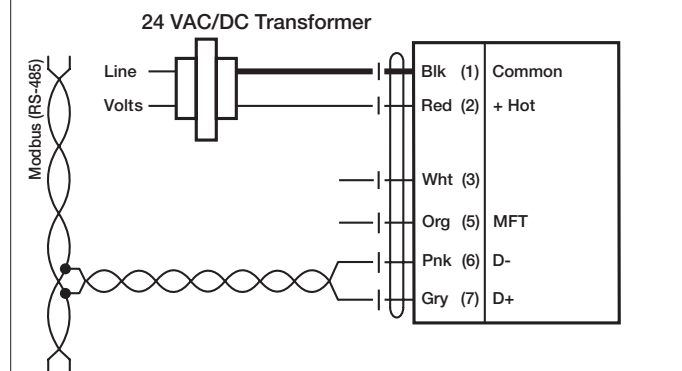 24 VAC/DC Transformer
Modbus (RS-485)
Line
Volts
Blk (1) Common
Red (2) + Hot
Wht (3)
Org (5) MFT
Pnk (6) D-
Gry (7) D+